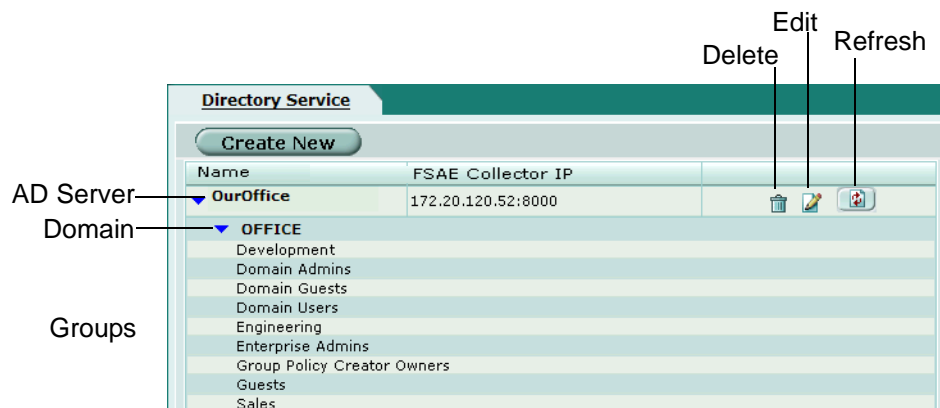 Edit
Delete
Refresh
Directory Service
Create New
Name FSAE Collector IP
AD Server
OurOffice 172.20.120.52:8000
Domain
OFFICE
Development
Domain Admins
Domain Guests
Domain Users
Groups
Engineering
Enterprise Admins
Group Policy Creator Owners
Guests
Sales